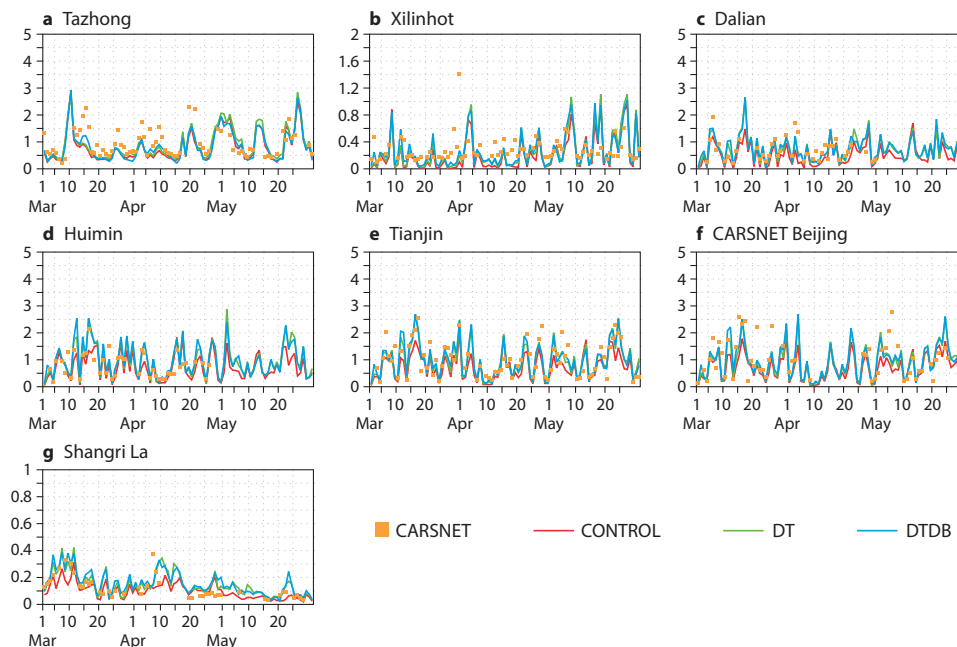 a Tazhong
5
4
3
2
1
0
1 10 20 1 10 20 1 10 20
Mar Apr May
b Xilinhot
2
1.6
1.2
0.8
0.4
0
1 10 20 1 10 20 1 10 20
Mar Apr May
c Dalian
5
4
3
2
1
0
1 10 20 1 10 20 1 10 20
Mar Apr May
d Huimin
5
4
3
2
1
0
1 10 20 1 10 20 1 10 20
Mar Apr May
e Tianjin
5
4
3
2
1
0
1 10 20 1 10 20 1 10 20
Mar Apr May
f CARSNET Beijing
5
4
3
2
1
0
1 10 20 1 10 20 1 10 20
Mar Apr May
g Shangri La
1
0.8
0.6
0.4
0.2
0
1 10 20 1 10 20 1 10 20
Mar Apr May
CARSNET CONTROL DT DTDB